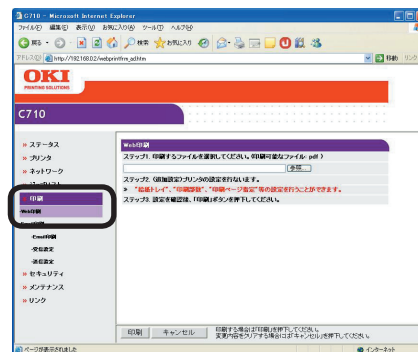 C710 - Microsoft Internet Explorer
ファイル(F) 編集(E) 表示(V) お気に入り(A) ツール(T) ヘルプ(H)
戻る 検索 お気に入り
アドレス(D) http://192.168.0.2/webprintfrm_ad.htm 移動 リンク
OKI
PRINTING SOLUTIONS
C710
ステータス
プリンタ
ネットワーク
ジョブリスト
印刷
-Web印刷
-Email印刷
-受信設定
-送信設定
セキュリティ
メンテナンス
リンク
Web印刷
ステップ1. 印刷するファイルを選択してください。(印刷可能なファイル: pdf )
参照...
ステップ2. (追加設定)プリンタの設定を行ないます。
» "給紙トレイ", "印刷部数", "印刷ページ指定" 等の設定を行うことができます。
ステップ3. 設定を確認後、「印刷」ボタンを押下してください。
印刷 キャンセル 印刷する場合は「印刷」を押下してください。
変更内容をクリアする場合には「キャンセル」を押下してください。
ページが表示されました インターネット